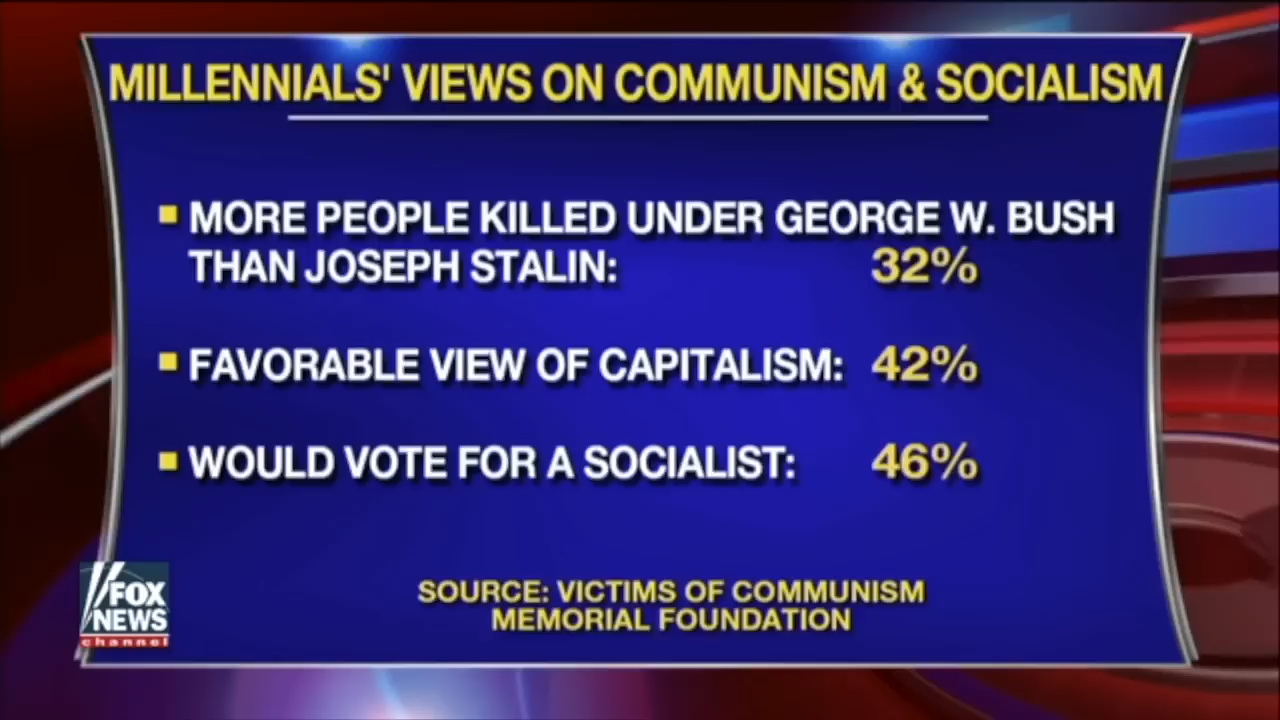 MILLENNIALS' VIEWS ON COMMUNISM & SOCIALISM
MORE PEOPLE KILLED UNDER GEORGE W. BUSH
THAN JOSEPH STALIN: 32%
FAVORABLE VIEW OF CAPITALISM: 42%
WOULD VOTE FOR A SOCIALIST: 46%
SOURCE: VICTIMS OF COMMUNISM
MEMORIAL FOUNDATION
FOX
NEWS
channel